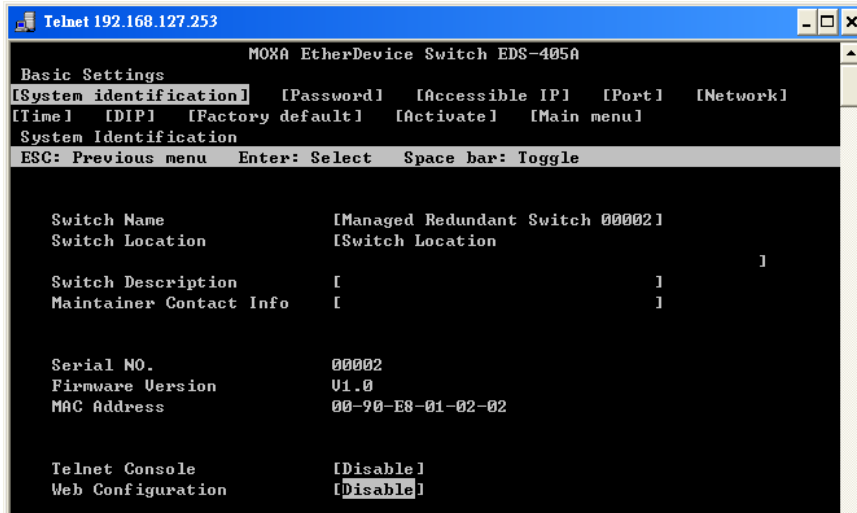 Telnet 192.168.127.253
MOXA EtherDevice Switch EDS-405A
Basic Settings
[System identification] [Password] [Accessible IP] [Port] [Network]
[Time] [DIP] [Factory default] [Activate] [Main menu]
System Identification
ESC: Previous menu Enter: Select Space bar: Toggle
Switch Name [Managed Redundant Switch 00002]
Switch Location [Switch Location
]
Switch Description [ ]
Maintainer Contact Info [ ]
Serial NO. 00002
Firmware Version V1.0
MAC Address 00-90-E8-01-02-02
Telnet Console [Disable]
Web Configuration [Disable]